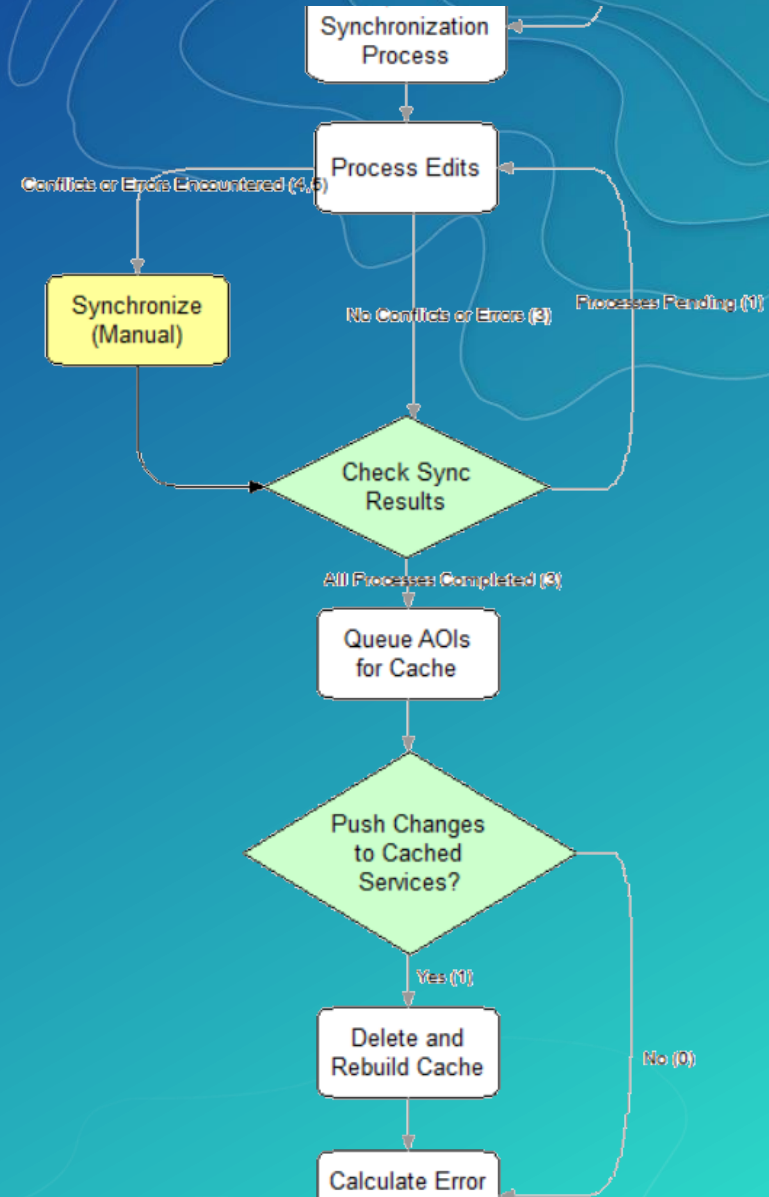 Synchronization
Process
Process Edits
Conflicts or Errors Encountered (4,5)
Synchronize
(Manual)
No Conflicts or Errors (3)
Processes Pending (1)
Check Sync
Results
All Processes Completed (3)
Queue AOIs
for Cache
Push Changes
to Cached
Services?
Yes (1)
Delete and
Rebuild Cache
No (0)
Calculate Error